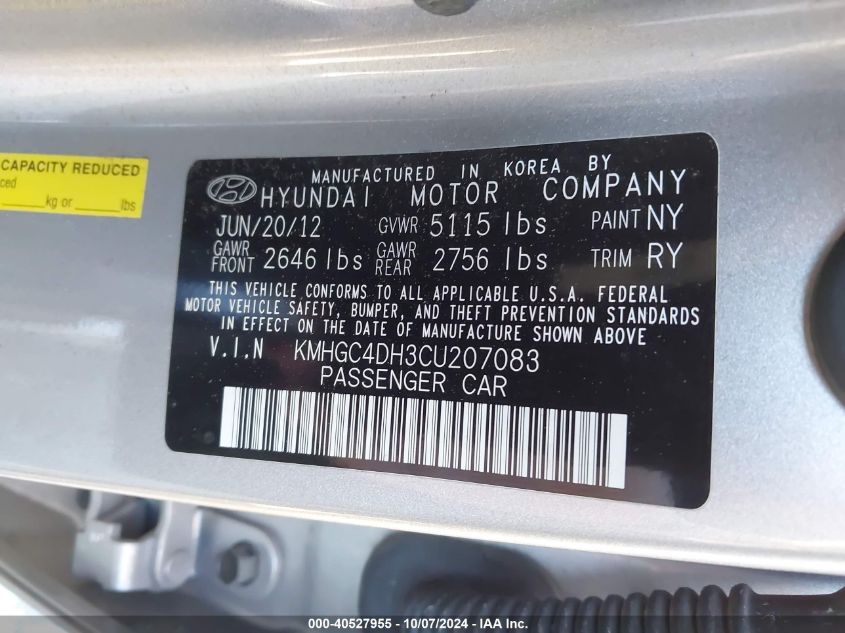 CAPACITY REDUCED
ced
kg or lbs
MANUFACTURED IN KOREA BY
HYUNDAI MOTOR COMPANY
JUN/20/12 GVWR 5115 lbs PAINT NY
GAWR FRONT 2646 lbs GAWR REAR 2756 lbs TRIM RY
THIS VEHICLE CONFORMS TO ALL APPLICABLE U.S.A. FEDERAL
MOTOR VEHICLE SAFETY, BUMPER, AND THEFT PREVENTION STANDARDS
IN EFFECT ON THE DATE OF MANUFACTURE SHOWN ABOVE
V.I.N KMHGC4DH3CU207083
PASSENGER CAR
000-40527955 - 10/07/2024 - IAA Inc.